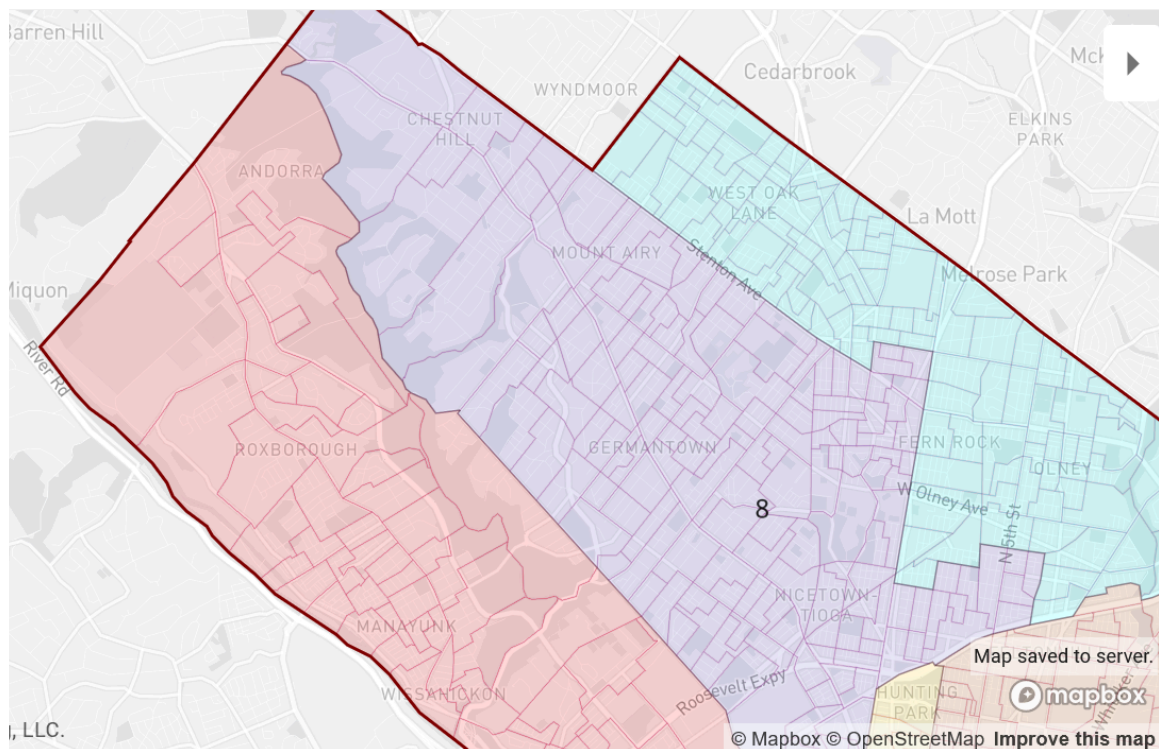 Barren Hill
WYNDMOOR
Cedarbrook
CHESTNUT
HILL
ELKINS
PARK
ANDORRA
WEST OAK
LANE
La Mott
MOUNT AIRY
Stenton Ave
Melrose Park
Miquon
River Rd
ROXBOROUGH
GERMANTOWN
FERN ROCK
OLNEY
8
W Olney Ave
N 5th St
NICETOWN-
TIOGA
MANAYUNK
Map saved to server.
WISSAHICKON
Roosevelt Expy
HUNTING
PARK
mapbox
, LLC.
© Mapbox © OpenStreetMap Improve this map